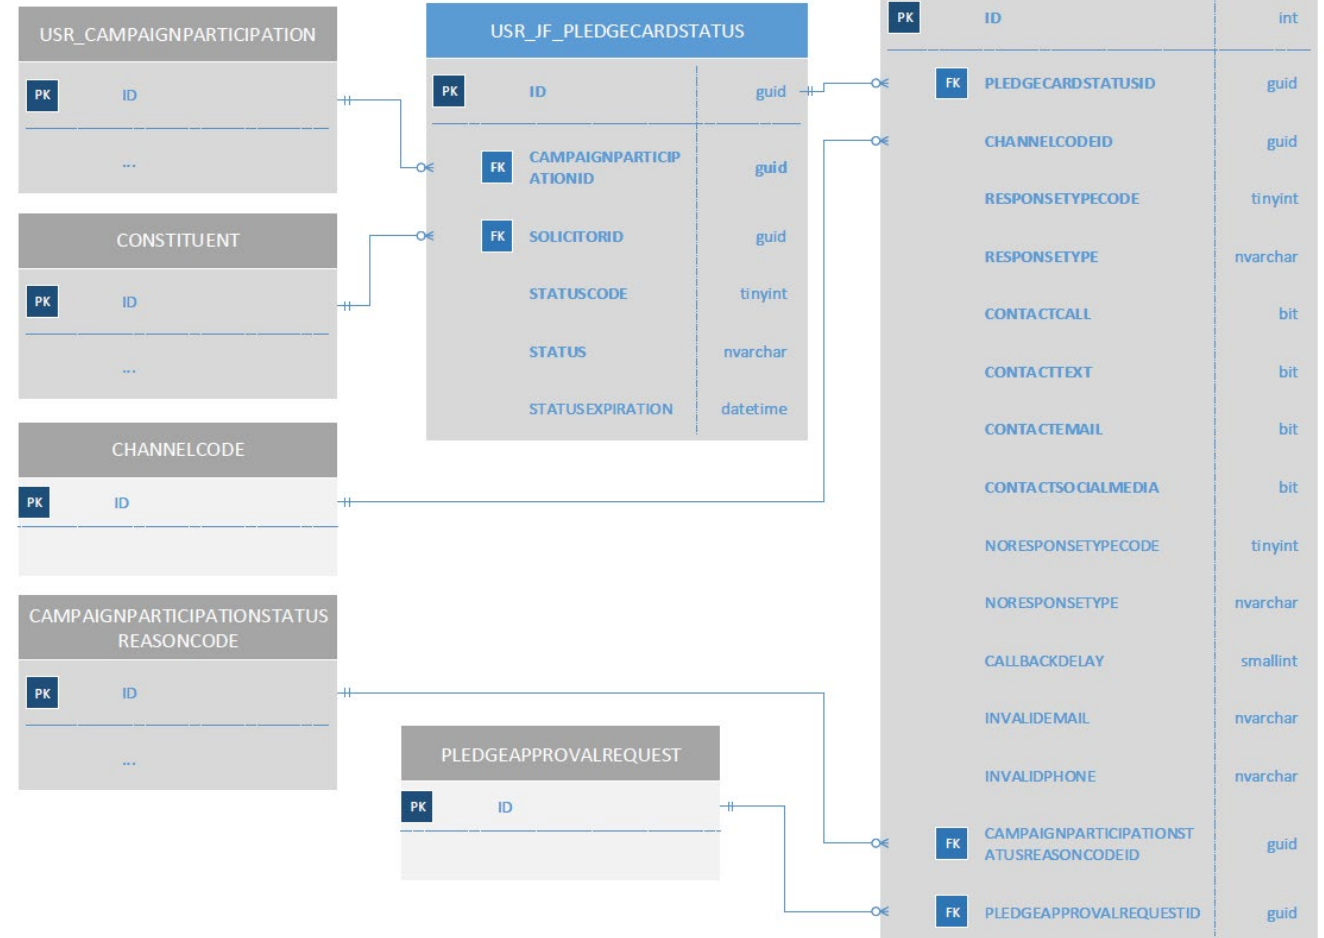 USR_CAMPAIGNPARTICIPATION
PK ID
...
CONSTITUENT
PK ID
...
CHANNELCODE
PK ID
CAMPAIGNPARTICIPATIONSTATUS
REASONCODE
PK ID
...
USR_JF_PLEDGECARDSTATUS
PK ID guid
FK CAMPAIGNPARTICIP
ATIONID guid
FK SOLICITORID guid
STATUSCODE tinyint
STATUS nvarchar
STATUSEXPIRATION datetime
PLEDGEAPPROVALREQUEST
PK ID
PK ID int
FK PLEDGECARDSTATUSID guid
CHANNELCODEID guid
RESPONSETYPECODE tinyint
RESPONSETYPE nvarchar
CONTACTCALL bit
CONTACTTEXT bit
CONTACTEMAIL bit
CONTACTSOCIALMEDIA bit
NORESPONSETYPECODE tinyint
NORESPONSETYPE nvarchar
CALLBACKDELAY smallint
INVALIDEMAIL nvarchar
INVALIDPHONE nvarchar
FK CAMPAIGNPARTICIPATIONST
ATUSREASONCODEID guid
FK PLEDGEAPPROVALREQUESTID guid